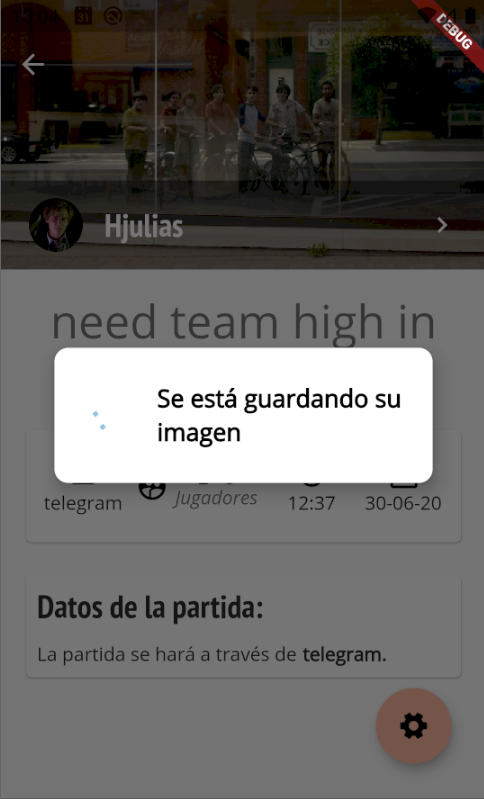 31
DEBUG
Hjulias
need team high in
Se está guardando su
imagen
telegram
Jugadores
12:37
30-06-20
Datos de la partida:
La partida se hará a través de telegram.